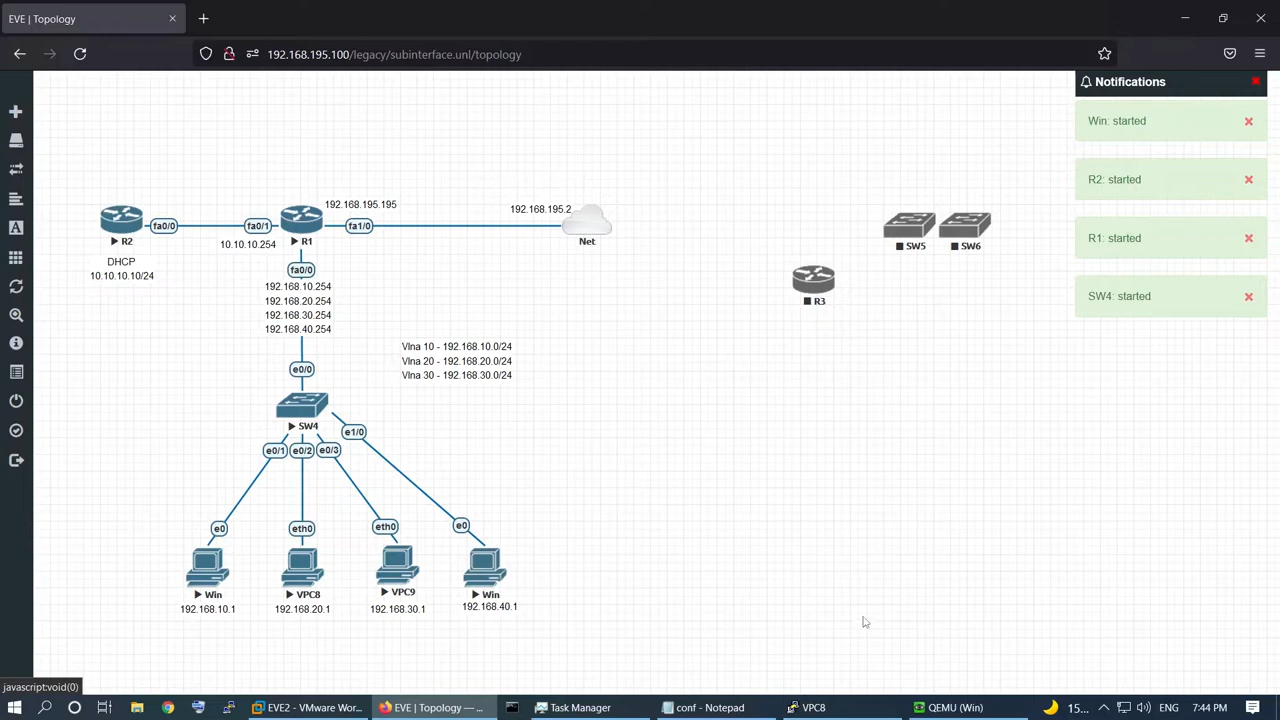 EVE | Topology
192.168.195.100/legacy/subinterface.unl/topology
Notifications
Win: started
R2: started
R1: started
SW4: started
192.168.195.195
192.168.195.2
fa0/0
fa0/1
fa1/0
R2
10.10.10.254
R1
Net
SW5
SW6
DHCP
10.10.10.10/24
fa0/0
192.168.10.254
192.168.20.254
192.168.30.254
192.168.40.254
R3
Vlna 10 - 192.168.10.0/24
Vlna 20 - 192.168.20.0/24
Vlna 30 - 192.168.30.0/24
e0/0
SW4
e1/0
e0/1
e0/2
e0/3
e0
eth0
eth0
e0
Win
VPC8
VPC9
Win
192.168.10.1
192.168.20.1
192.168.30.1
192.168.40.1
javascript:void(0)
EVE2 - VMware Wor...
EVE | Topology — ...
Task Manager
conf - Notepad
VPC8
QEMU (Win)
15...
ENG
7:44 PM